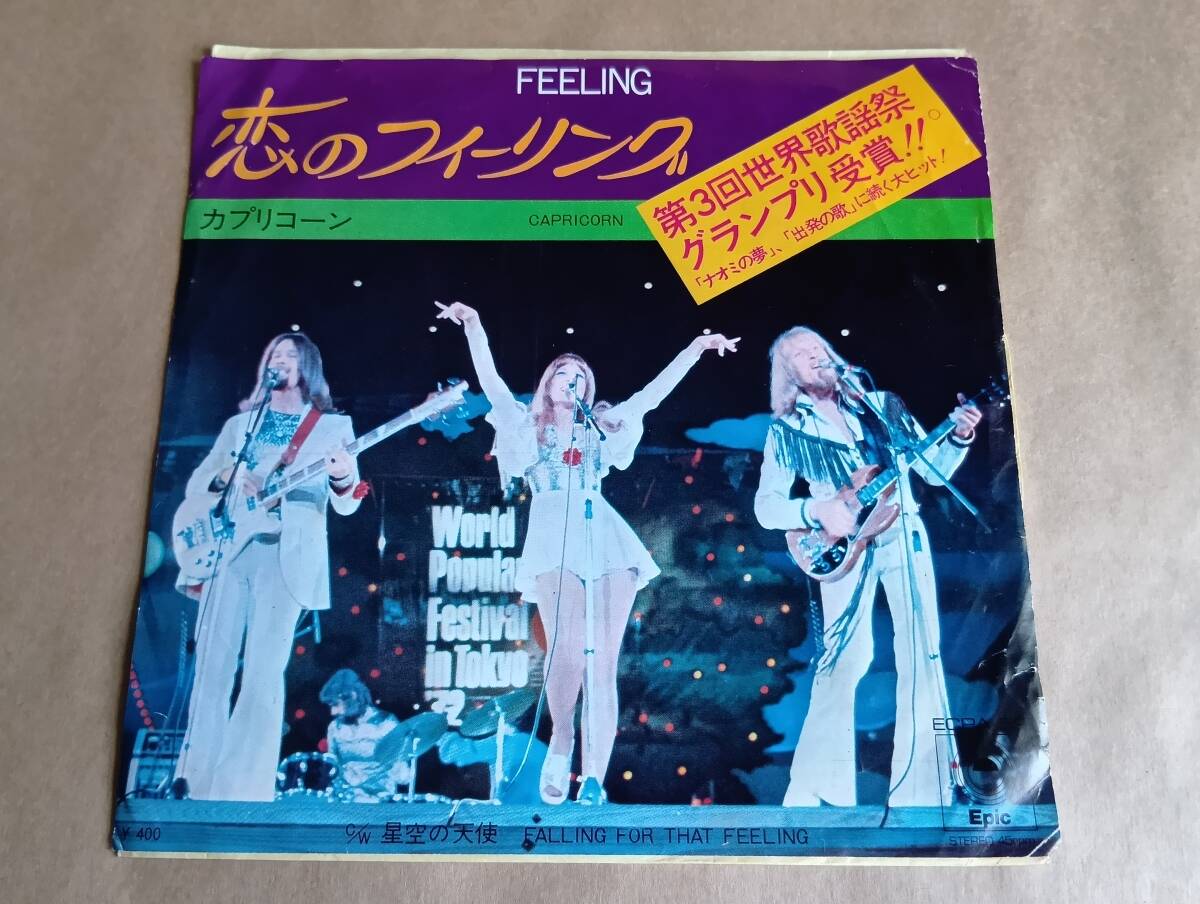 FEELING
恋のフィーリング
カプリコーン
CAPRICORN
第3回世界歌謡祭
グランプリ受賞!!
「ナオミの夢」、「出発の歌」に続く大ヒット!
World
Popula
Festival
in Tokyo
'72
Epic
STEREO 45rpm
¥400
C/W 星空の天使 FALLING FOR THAT FEELING